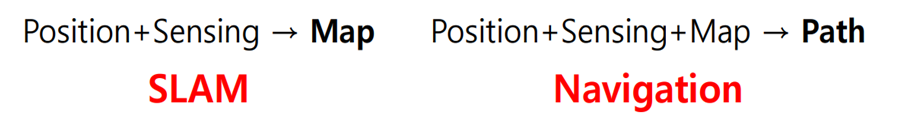 Position+Sensing → Map
SLAM
Position+Sensing+Map → Path
Navigation